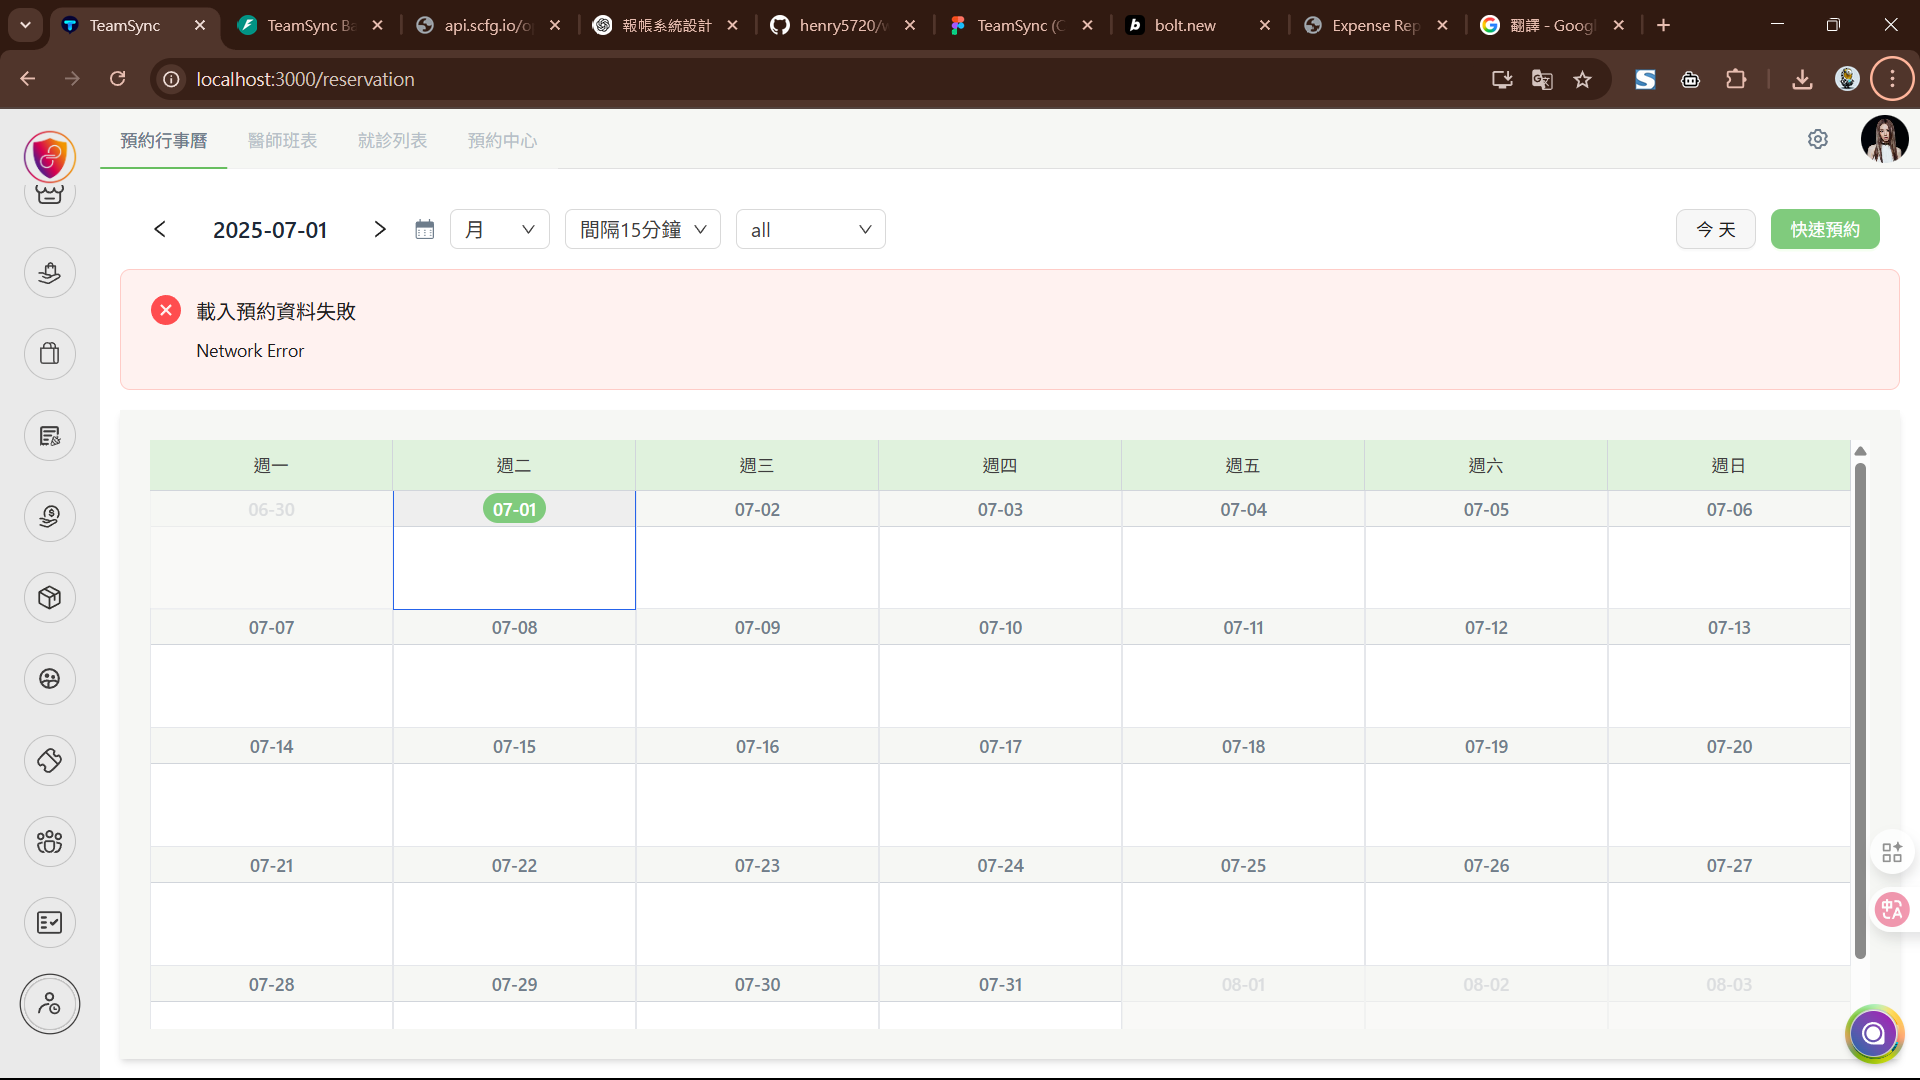 TeamSync
TeamSync Ba
api.scfg.io/o
報帳系統設計
henry5720/w
TeamSync (C
bolt.new
Expense Rep
翻譯 - Googl
localhost:3000/reservation
預約行事曆
醫師班表
就診列表
預約中心
2025-07-01
月
間隔15分鐘
all
今 天
快速預約
載入預約資料失敗
Network Error
週一 週二 週三 週四 週五 週六 週日
06-30 07-01 07-02 07-03 07-04 07-05 07-06
07-07 07-08 07-09 07-10 07-11 07-12 07-13
07-14 07-15 07-16 07-17 07-18 07-19 07-20
07-21 07-22 07-23 07-24 07-25 07-26 07-27
07-28 07-29 07-30 07-31 08-01 08-02 08-03